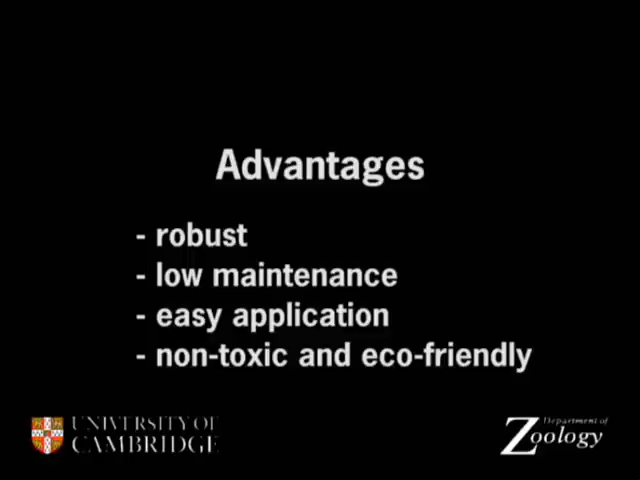 Advantages
- robust
- low maintenance
- easy application
- non-toxic and eco-friendly
UNIVERSITY OF
CAMBRIDGE
Department of
Zoology